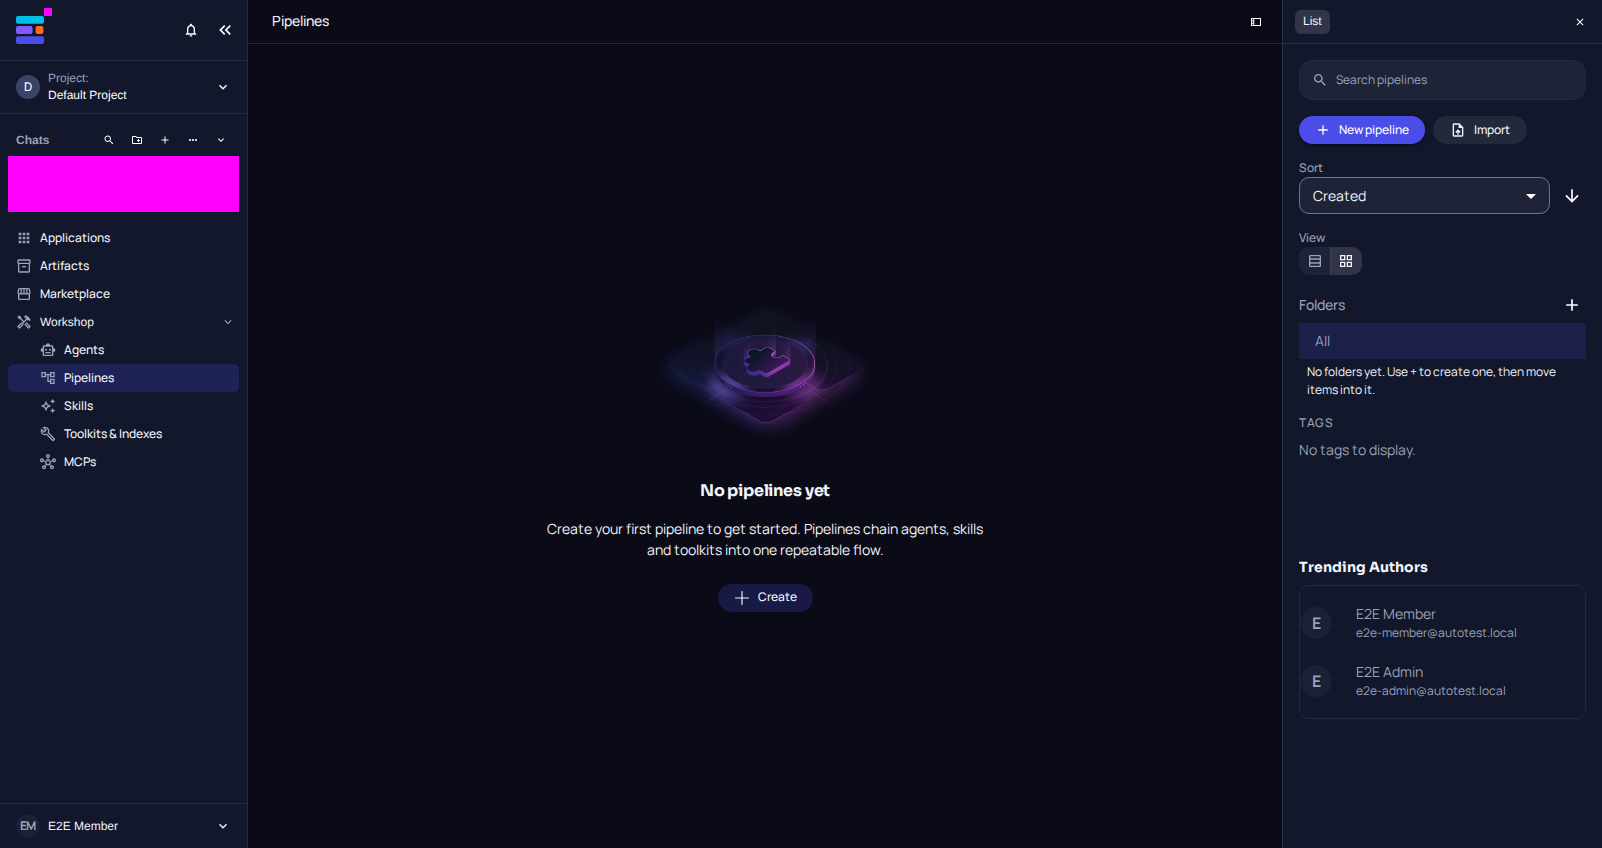 Pipelines
List
D
Project:
Default Project
Chats
Applications
Artifacts
Marketplace
Workshop
Agents
Pipelines
Skills
Toolkits & Indexes
MCPs
EM
E2E Member
No pipelines yet
Create your first pipeline to get started. Pipelines chain agents, skills
and toolkits into one repeatable flow.
Create
Search pipelines
New pipeline
Import
Sort
Created
View
Folders
All
No folders yet. Use + to create one, then move
items into it.
TAGS
No tags to display.
Trending Authors
E
E2E Member
e2e-member@autotest.local
E
E2E Admin
e2e-admin@autotest.local